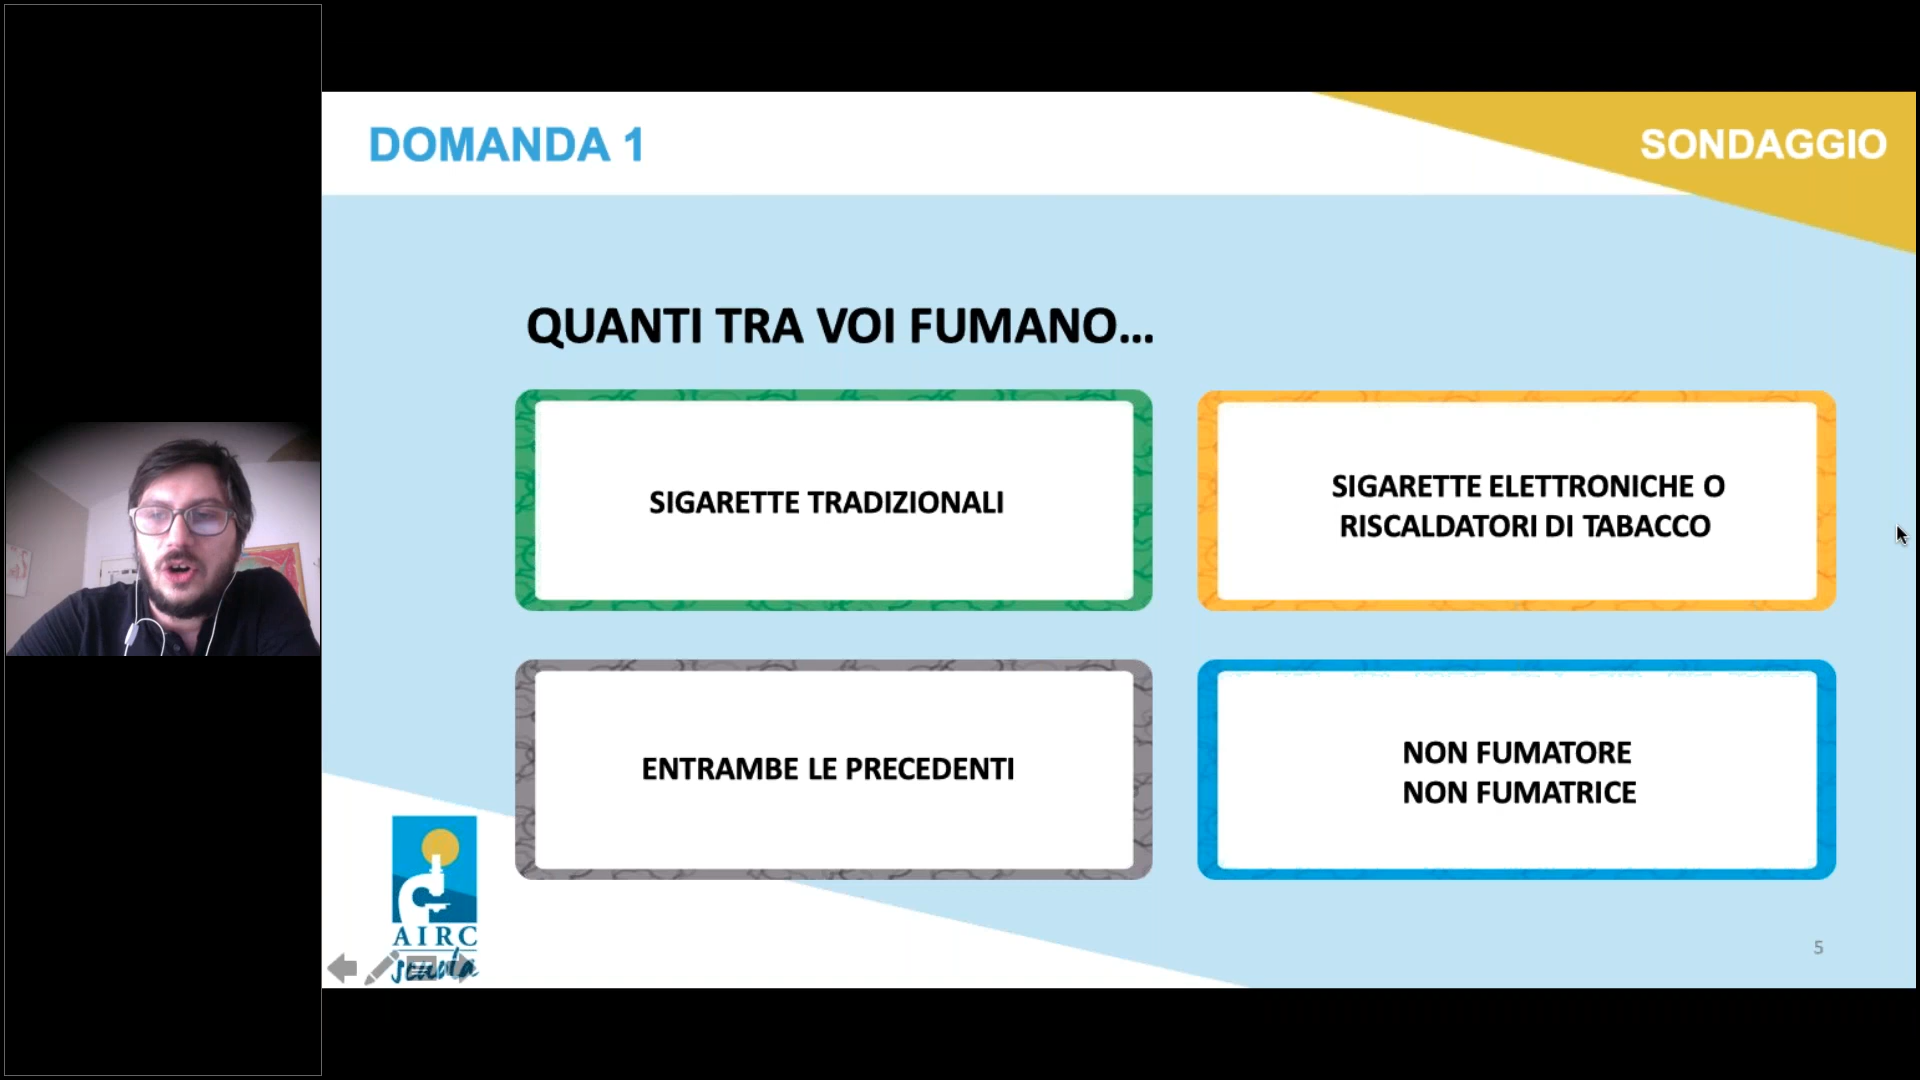 DOMANDA 1
SONDAGGIO
QUANTI TRA VOI FUMANO...
SIGARETTE TRADIZIONALI
SIGARETTE ELETTRONICHE O
RISCALDATORI DI TABACCO
ENTRAMBE LE PRECEDENTI
NON FUMATORE
NON FUMATRICE
AIRC
scuola
5